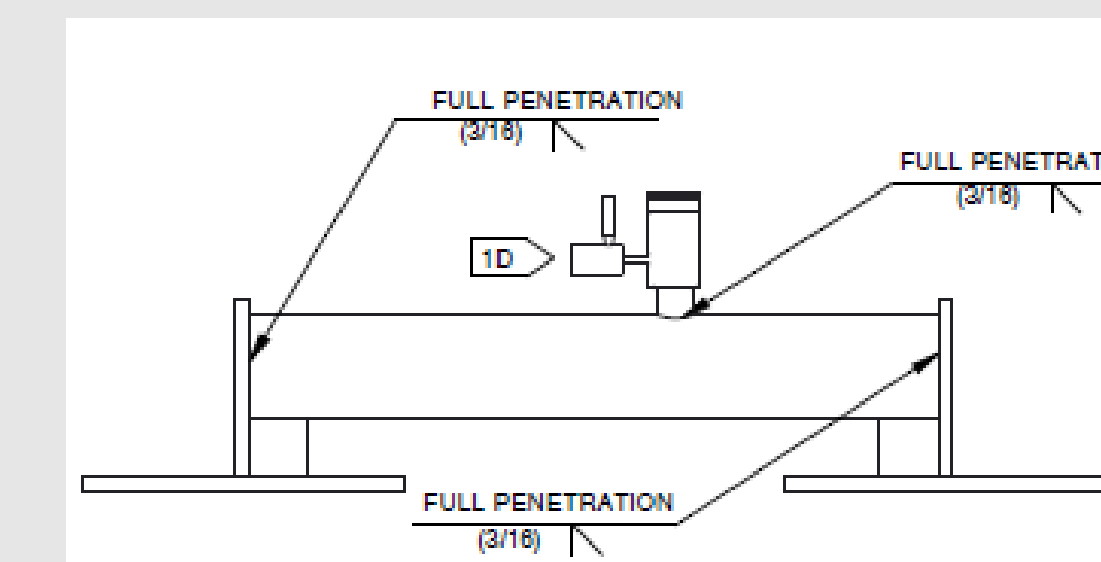 FULL PENETRATION
(3/16)
FULL PENETRAT
(3/16)
1D
FULL PENETRATION
(3/16)